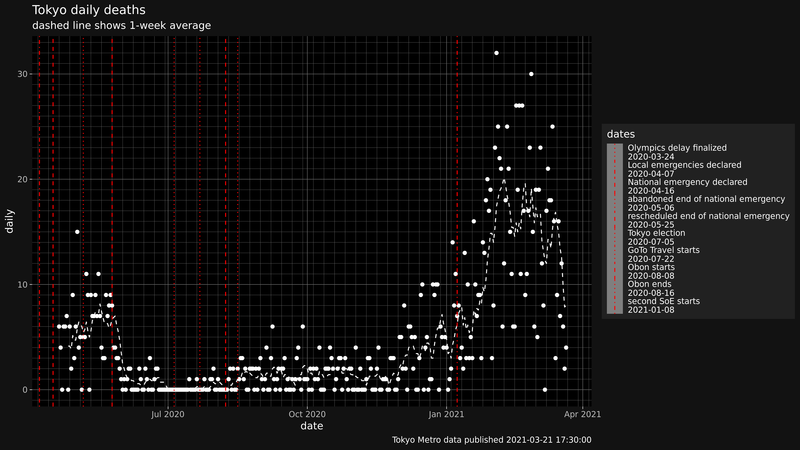 Tokyo daily deaths
dashed line shows 1-week average
30
20
10
0
daily
Jul 2020
Oct 2020
Jan 2021
Apr 2021
date
Tokyo Metro data published 2021-03-21 17:30:00
dates
Olympics delay finalized
2020-03-24
Local emergencies declared
2020-04-07
National emergency declared
2020-04-16
abandoned end of national emergency
2020-05-06
rescheduled end of national emergency
2020-05-25
Tokyo election
2020-07-05
GoTo Travel starts
2020-07-22
Obon starts
2020-08-08
Obon ends
2020-08-16
second SoE starts
2021-01-08